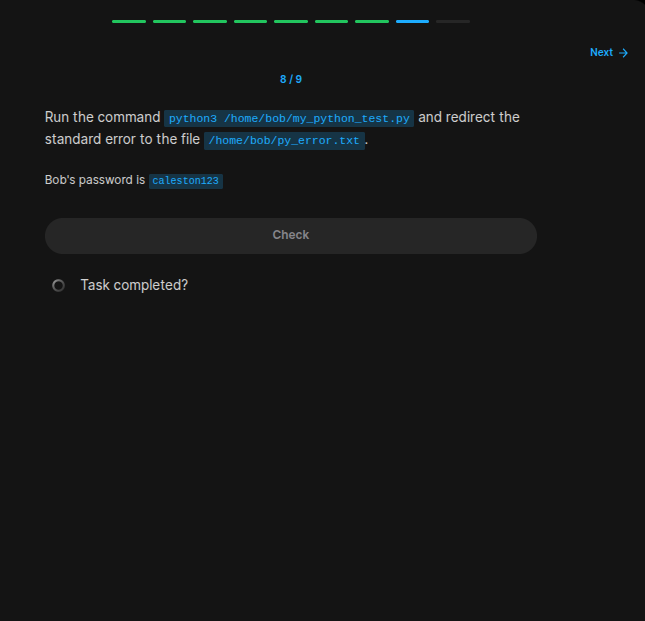 Next →
8 / 9
Run the command python3 /home/bob/my_python_test.py and redirect the
standard error to the file /home/bob/py_error.txt.
Bob's password is caleston123
Check
Task completed?